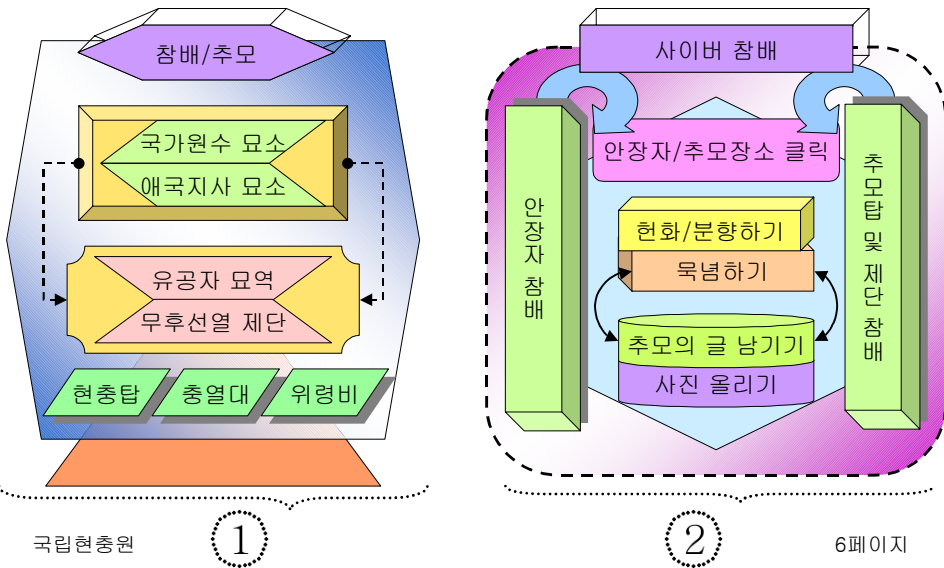 참배/추모
국가원수 묘소
애국지사 묘소
유공자 묘역
무후선열 제단
현충탑
충열대
위령비
1
국립현충원
사이버 참배
안장자/추모장소 클릭
안장자 참배
헌화/분향하기
묵념하기
추모의 글 남기기
사진 올리기
추모탑 및 제단 참배
2
6페이지